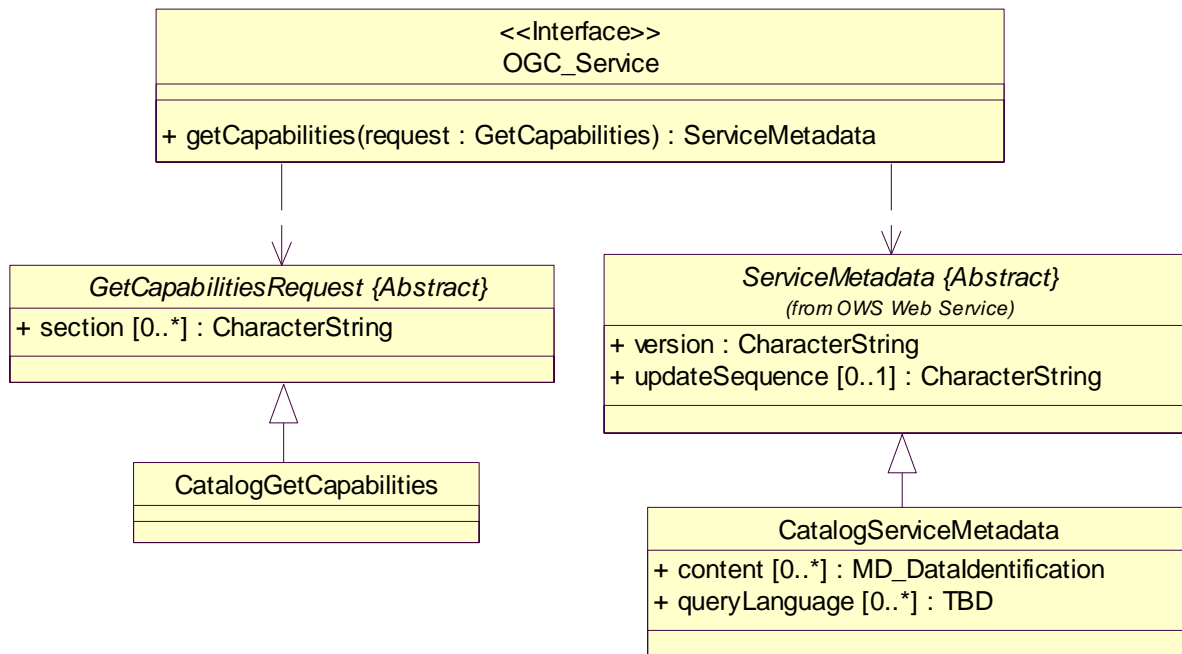 <<Interface>>
OGC_Service
+ getCapabilities(request : GetCapabilities) : ServiceMetadata
GetCapabilitiesRequest {Abstract}
+ section [0..*] : CharacterString
ServiceMetadata {Abstract}
(from OWS Web Service)
+ version : CharacterString
+ updateSequence [0..1] : CharacterString
CatalogGetCapabilities
CatalogServiceMetadata
+ content [0..*] : MD_DataIdentification
+ queryLanguage [0..*] : TBD